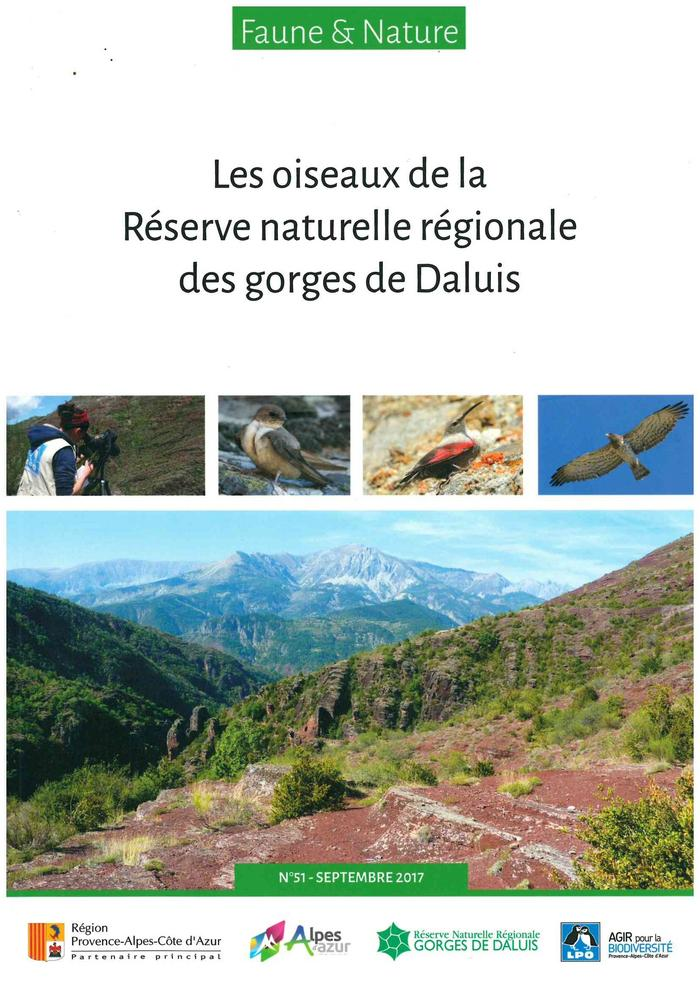 Faune & Nature
Les oiseaux de la
Réserve naturelle régionale
des gorges de Daluis
N°51 - SEPTEMBRE 2017
Région
Provence-Alpes-Côte d'Azur
Partenaire principal
Alpes
d'azur
Réserve Naturelle Régionale
GORGES DE DALUIS
LPO
AGIR pour la
BIODIVERSITÉ
Provence-Alpes-Côte d'Azur